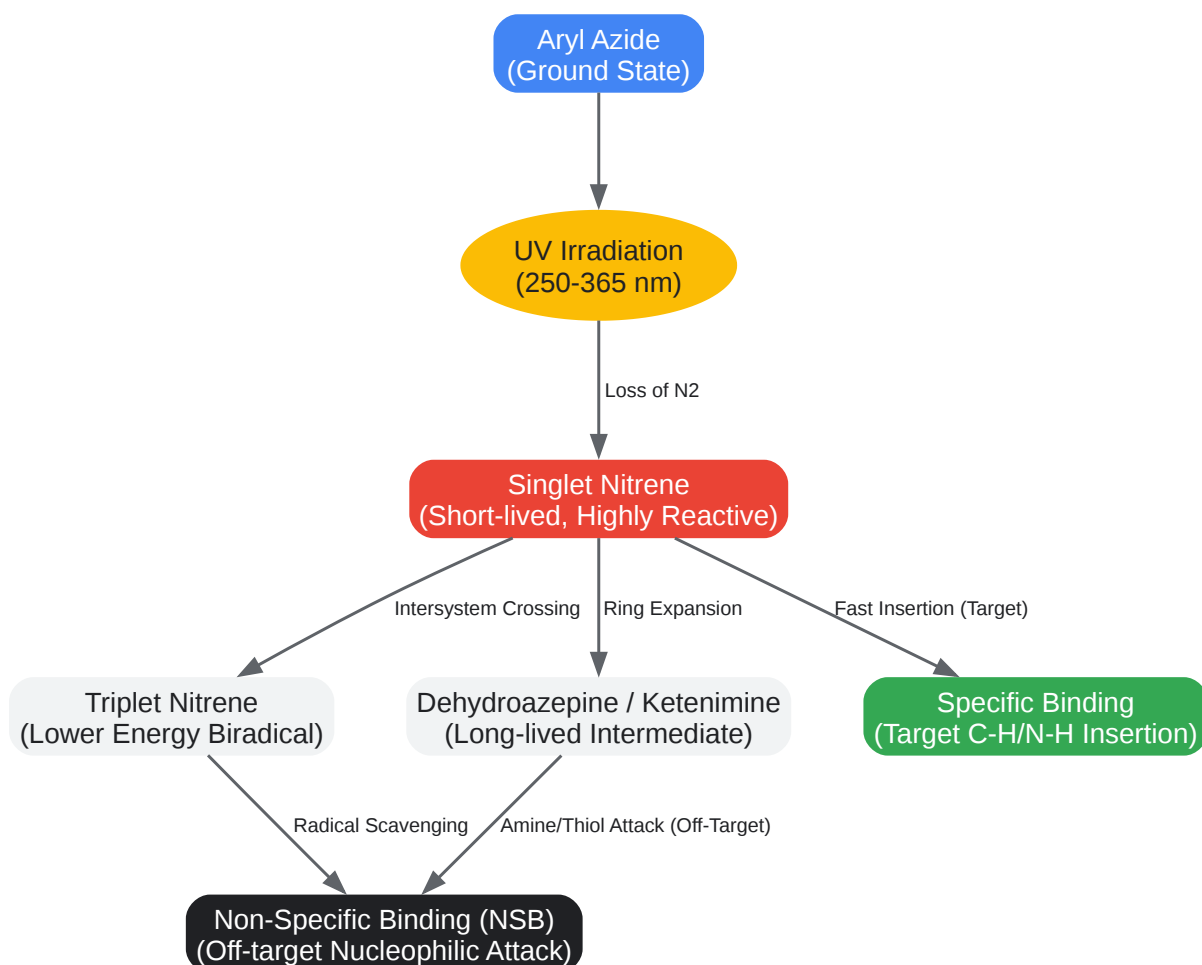 Aryl Azide
(Ground State)
UV Irradiation
(250-365 nm)
Loss of N2
Singlet Nitrene
(Short-lived, Highly Reactive)
Intersystem Crossing
Ring Expansion
Fast Insertion (Target)
Triplet Nitrene
(Lower Energy Biradical)
Dehydroazepine / Ketenimine
(Long-lived Intermediate)
Specific Binding
(Target C-H/N-H Insertion)
Radical Scavenging
Amine/Thiol Attack (Off-Target)
Non-Specific Binding (NSB)
(Off-target Nucleophilic Attack)